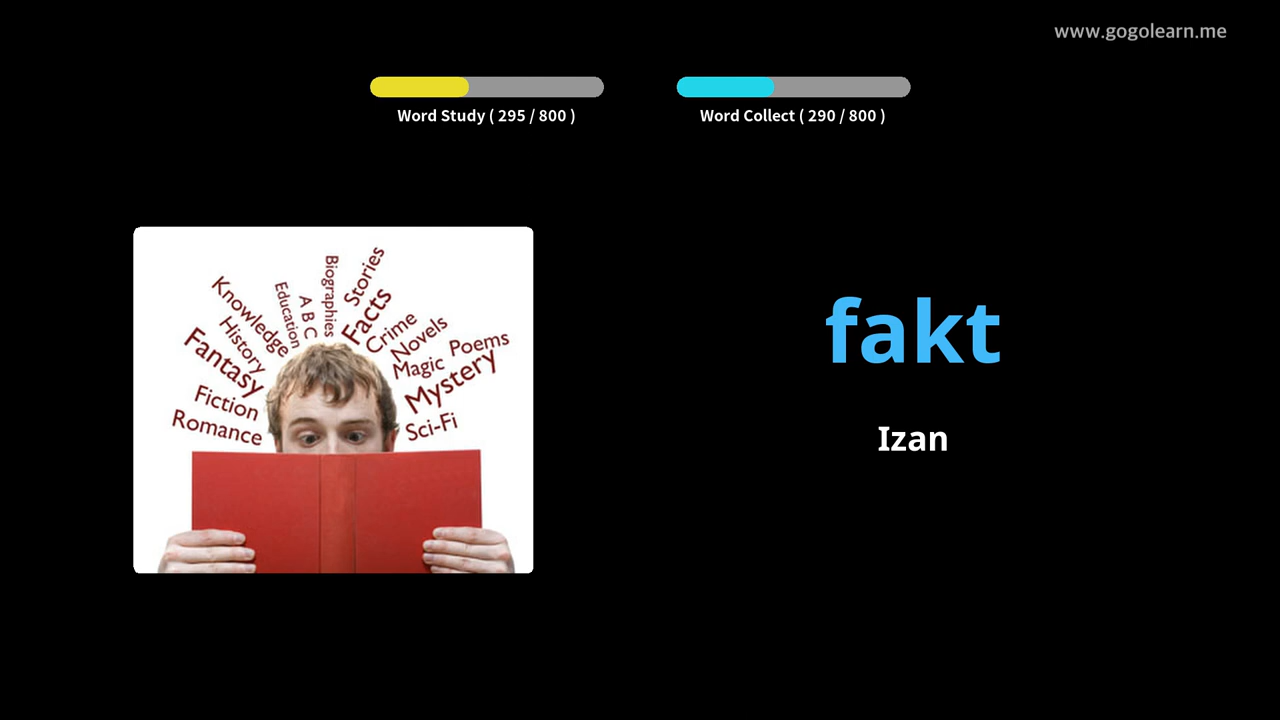 www.gogolearn.me
Word Study ( 295 / 800 )
Word Collect ( 290 / 800 )
Knowledge
Education
A B C
Biographies
Stories
Facts
Crime
Novels
Poems
Magic
Mystery
Sci-Fi
History
Fantasy
Fiction
Romance
fakt
Izan